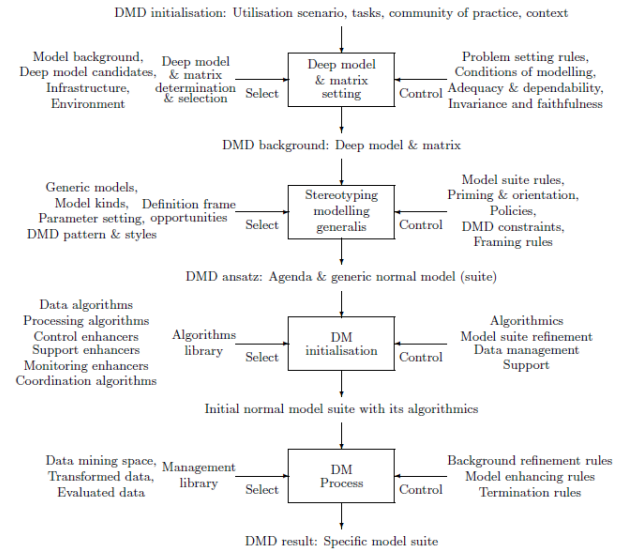 DMD initialisation: Utilisation scenario, tasks, community of practice, context
Model background,
Deep model candidates,
Infrastructure,
Environment
Deep model
& matrix
determination
& selection
Select
Deep model
& matrix
setting
Control
Problem setting rules,
Conditions of modelling,
Adequacy & dependability,
Invariance and faithfulness
DMD background: Deep model & matrix
Generic models,
Model kinds,
Parameter setting,
DMD pattern & styles
Definition frame
opportunities
Select
Stereotyping
modelling
generalis
Control
Model suite rules,
Priming & orientation,
Policies,
DMD constraints,
Framing rules
DMD ansatz: Agenda & generic normal model (suite)
Data algorithms
Processing algorithms
Control enhancers
Support enhancers
Monitoring enhancers
Coordination algorithms
Algorithms
library
Select
DM
initialisation
Control
Algorithmics
Model suite refinement
Data management
Support
Initial normal model suite with its algorithmics
Data mining space,
Transformed data,
Evaluated data
Management
library
Select
DM
Process
Control
Background refinement rules
Model enhancing rules
Termination rules
DMD result: Specific model suite